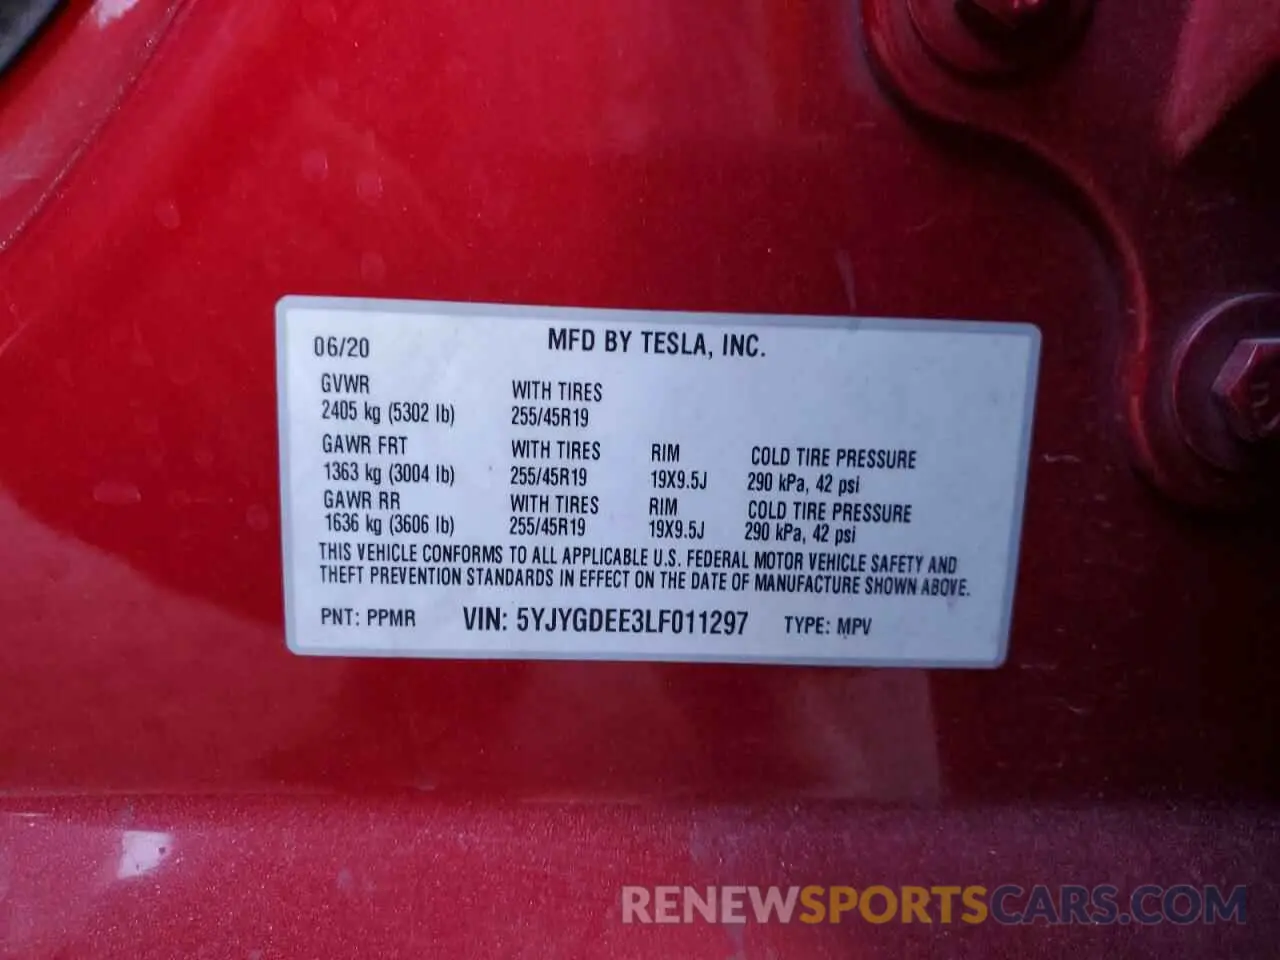 06/20 MFD BY TESLA, INC.
GVWR WITH TIRES
2405 kg (5302 lb) 255/45R19
GAWR FRT WITH TIRES RIM COLD TIRE PRESSURE
1363 kg (3004 lb) 255/45R19 19X9.5J 290 kPa, 42 psi
GAWR RR WITH TIRES RIM COLD TIRE PRESSURE
1636 kg (3606 lb) 255/45R19 19X9.5J 290 kPa, 42 psi
THIS VEHICLE CONFORMS TO ALL APPLICABLE U.S. FEDERAL MOTOR VEHICLE SAFETY AND
THEFT PREVENTION STANDARDS IN EFFECT ON THE DATE OF MANUFACTURE SHOWN ABOVE.
PNT: PPMR VIN: 5YJYGDEE3LF011297 TYPE: MPV
RENEWSPORTSCARS.COM